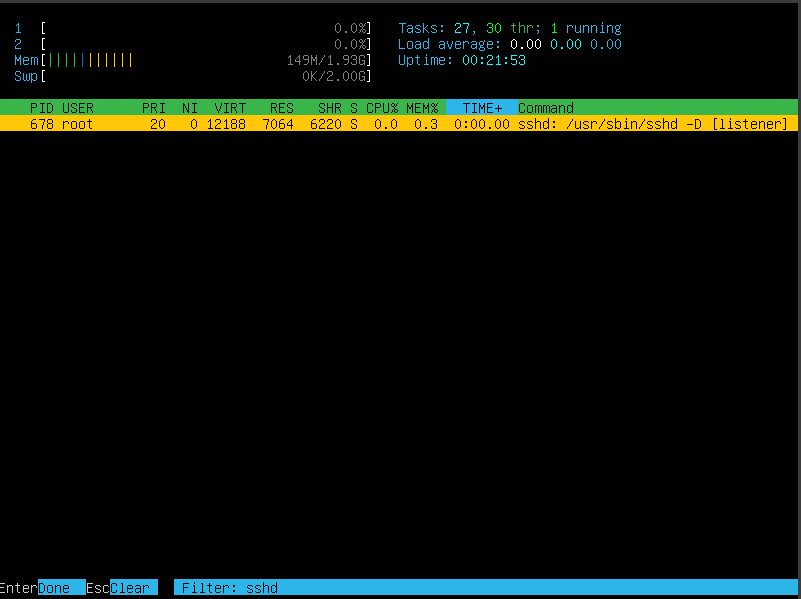 1 [ 0.0%] Tasks: 27, 30 thr; 1 running
2 [ 0.0%] Load average: 0.00 0.00 0.00
Mem[|||||||||||| 149M/1.93G] Uptime: 00:21:53
Swp[ 0K/2.00G]
PID USER PRI NI VIRT RES SHR S CPU% MEM% TIME+ Command
678 root 20 0 12188 7064 6220 S 0.0 0.3 0:00.00 sshd: /usr/sbin/sshd -D [listener]
EnterDone EscClear Filter: sshd